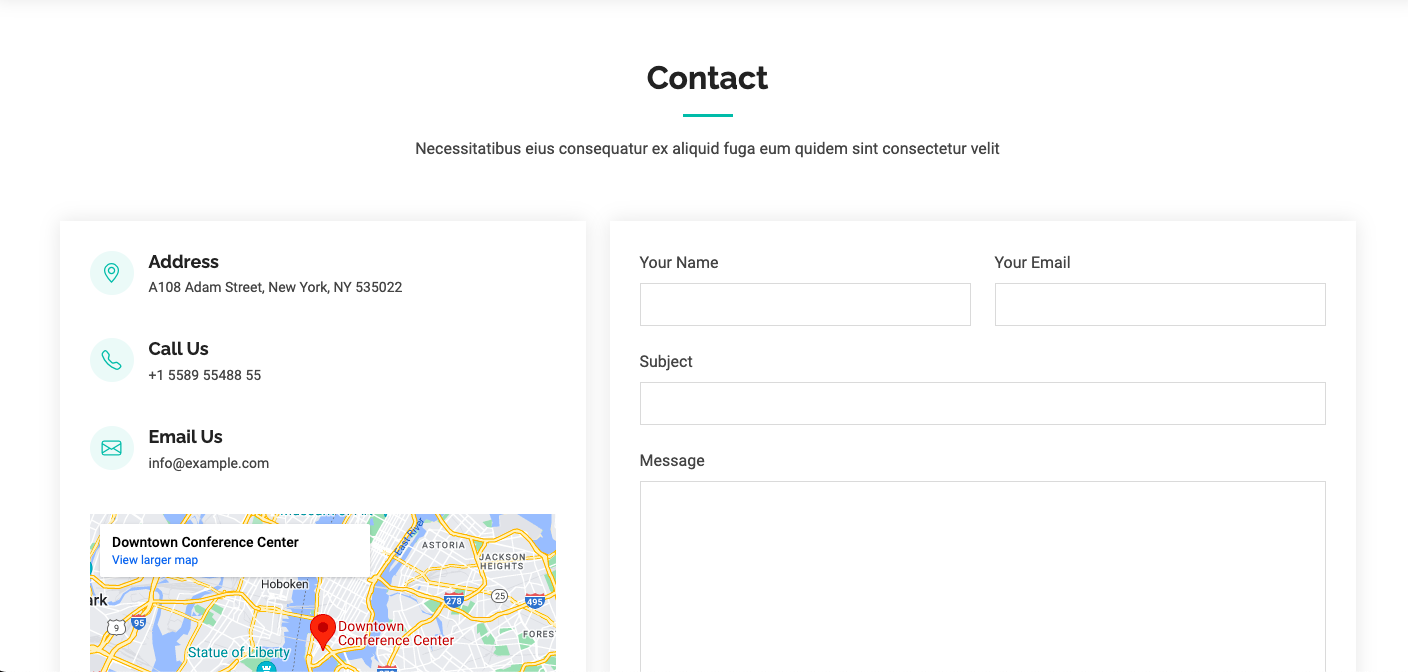 Contact
Necessitatibus eius consequatur ex aliquid fuga eum quidem sint consectetur velit
Address
A108 Adam Street, New York, NY 535022
Call Us
+1 5589 55488 55
Email Us
info@example.com
Downtown Conference Center
View larger map
East River
ASTORIA
JACKSON
HEIGHTS
Hoboken
ark
278
25
495
9
95
Downtown
Conference Center
FOREST
Statue of Liberty
Your Name
Your Email
Subject
Message